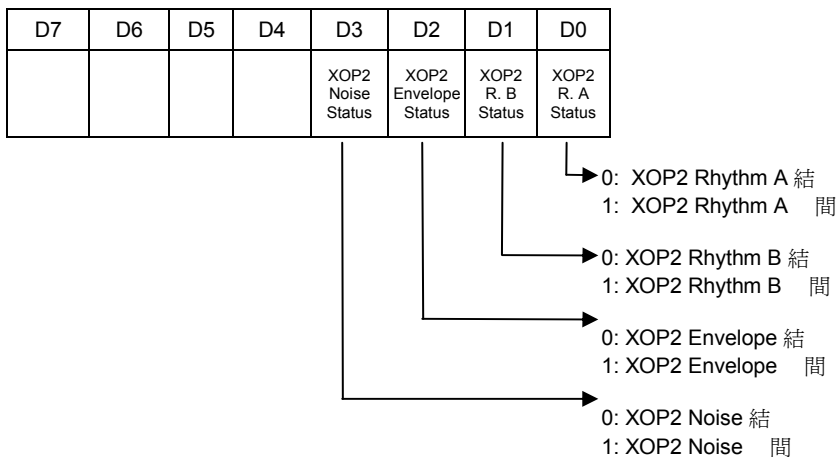 D7 D6 D5 D4 D3 D2 D1 D0
XOP2 Noise Status
XOP2 Envelope Status
XOP2 R. B Status
XOP2 R. A Status
0: XOP2 Rhythm A 結
1: XOP2 Rhythm A 間
0: XOP2 Rhythm B 結
1: XOP2 Rhythm B 間
0: XOP2 Envelope 結
1: XOP2 Envelope 間
0: XOP2 Noise 結
1: XOP2 Noise 間